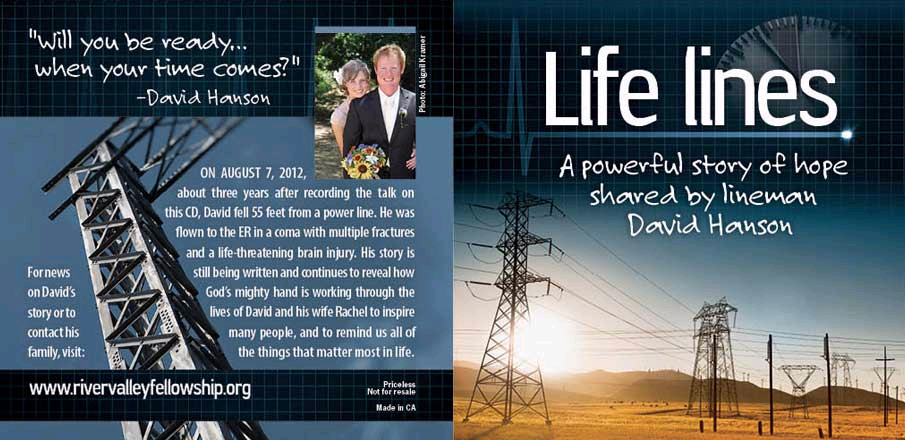 "Will you be ready...
when your time comes?"
–David Hanson
Photo: Abigail Kramer
ON AUGUST 7, 2012,
about three years after recording the talk on
this CD, David fell 55 feet from a power line. He was
flown to the ER in a coma with multiple fractures
and a life-threatening brain injury. His story is
still being written and continues to reveal how
God's mighty hand is working through the
lives of David and his wife Rachel to inspire
many people, and to remind us all of
the things that matter most in life.
For news
on David's
story or to
contact his
family, visit:
www.rivervalleyfellowship.org
Priceless
Not for resale
Made in CA
Life lines
A powerful story of hope
shared by lineman
David Hanson